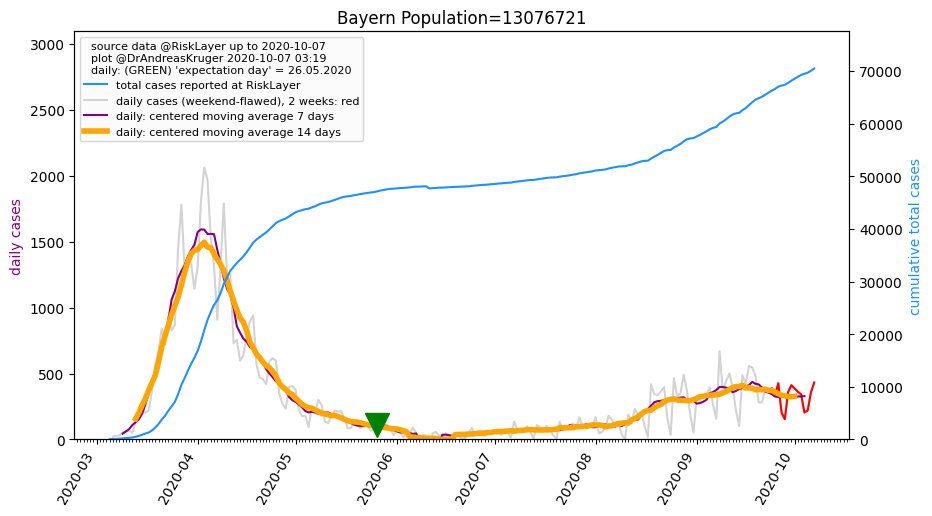 Bayern Population=13076721
source data @RiskLayer up to 2020-10-07
plot @DrAndreasKruger 2020-10-07 03:19
daily: (GREEN) 'expectation day' = 26.05.2020
total cases reported at RiskLayer
daily cases (weekend-flawed), 2 weeks: red
daily: centered moving average 7 days
daily: centered moving average 14 days
daily cases
3000
2500
2000
1500
1000
500
0
cumulative total cases
70000
60000
50000
40000
30000
20000
10000
0
2020-03
2020-04
2020-05
2020-06
2020-07
2020-08
2020-09
2020-10